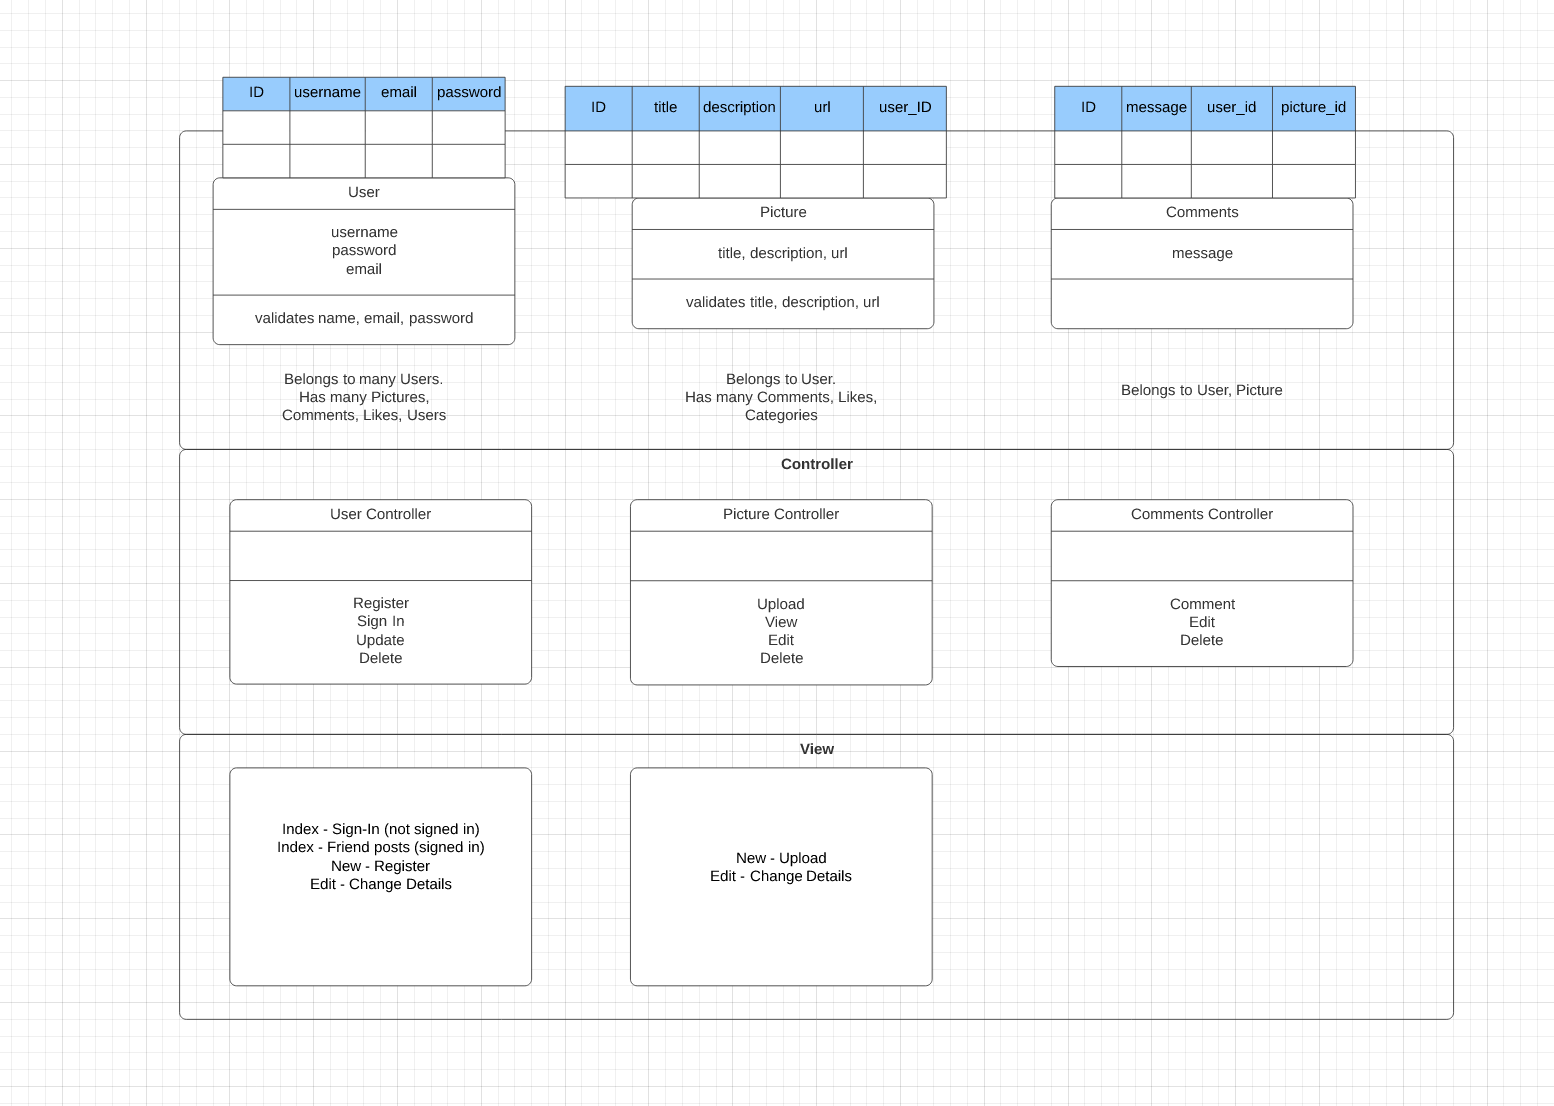 ID username email password
ID title description url user_ID
ID message user_id picture_id
User
username
password
email
validates name, email, password
Belongs to many Users.
Has many Pictures,
Comments, Likes, Users
Picture
title, description, url
validates title, description, url
Belongs to User.
Has many Comments, Likes,
Categories
Comments
message
Belongs to User, Picture
Controller
User Controller
Register
Sign In
Update
Delete
Picture Controller
Upload
View
Edit
Delete
Comments Controller
Comment
Edit
Delete
View
Index - Sign-In (not signed in)
Index - Friend posts (signed in)
New - Register
Edit - Change Details
New - Upload
Edit - Change Details